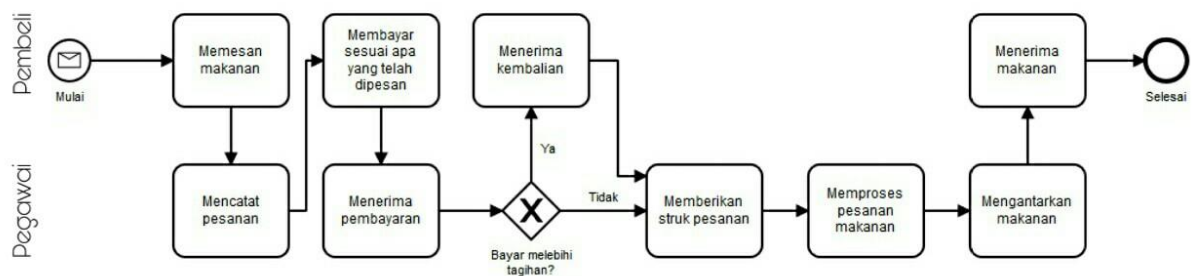 Pembeli
Mulai
Memesan
makanan
Membayar
sesuai apa
yang telah
dipesan
Menerima
kembalian
Menerima
makanan
Selesai
Ya
Pegawai
Mencatat
pesanan
Menerima
pembayaran
X
Bayar melebihi
tagihan?
Tidak
Memberikan
struk pesanan
Memproses
pesanan
makanan
Mengantarkan
makanan